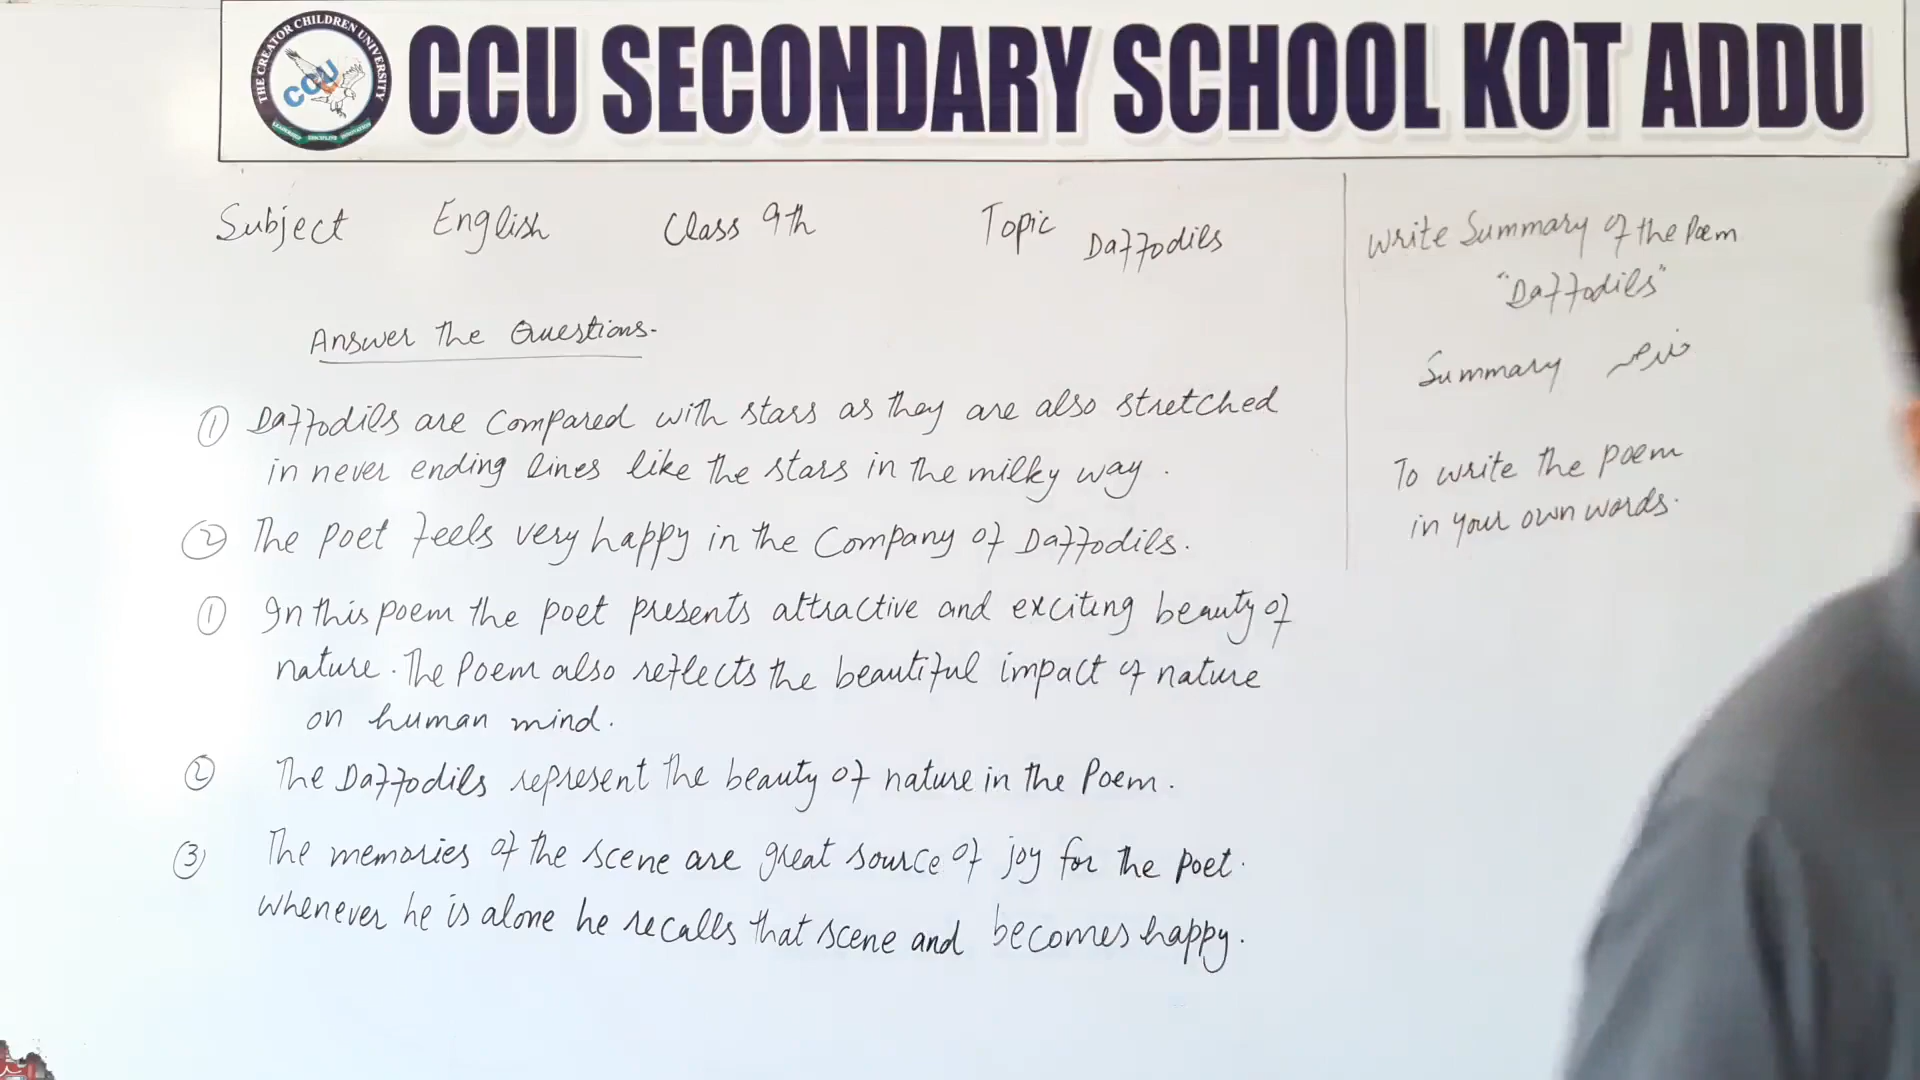 THE CREATOR CHILDREN UNIVERSITY
CCU
LEADERSHIP DISCIPLINE INNOVATION
CCU SECONDARY SCHOOL KOT ADDU
Subject English Class 9th Topic Daffodils
Answer the Questions.
① Daffodils are compared with stars as they are also stretched
in never ending lines like the stars in the milky way.
② The poet feels very happy in the company of Daffodils.
① In this poem the poet presents attractive and exciting beauty of
nature. The Poem also reflects the beautiful impact of nature
on human mind.
② The Daffodils represent the beauty of nature in the Poem.
③ The memories of the scene are great source of joy for the poet.
whenever he is alone he recalls that scene and becomes happy.
Write Summary of the Poem
"Daffodils"
Summary
To write the poem
in your own words.